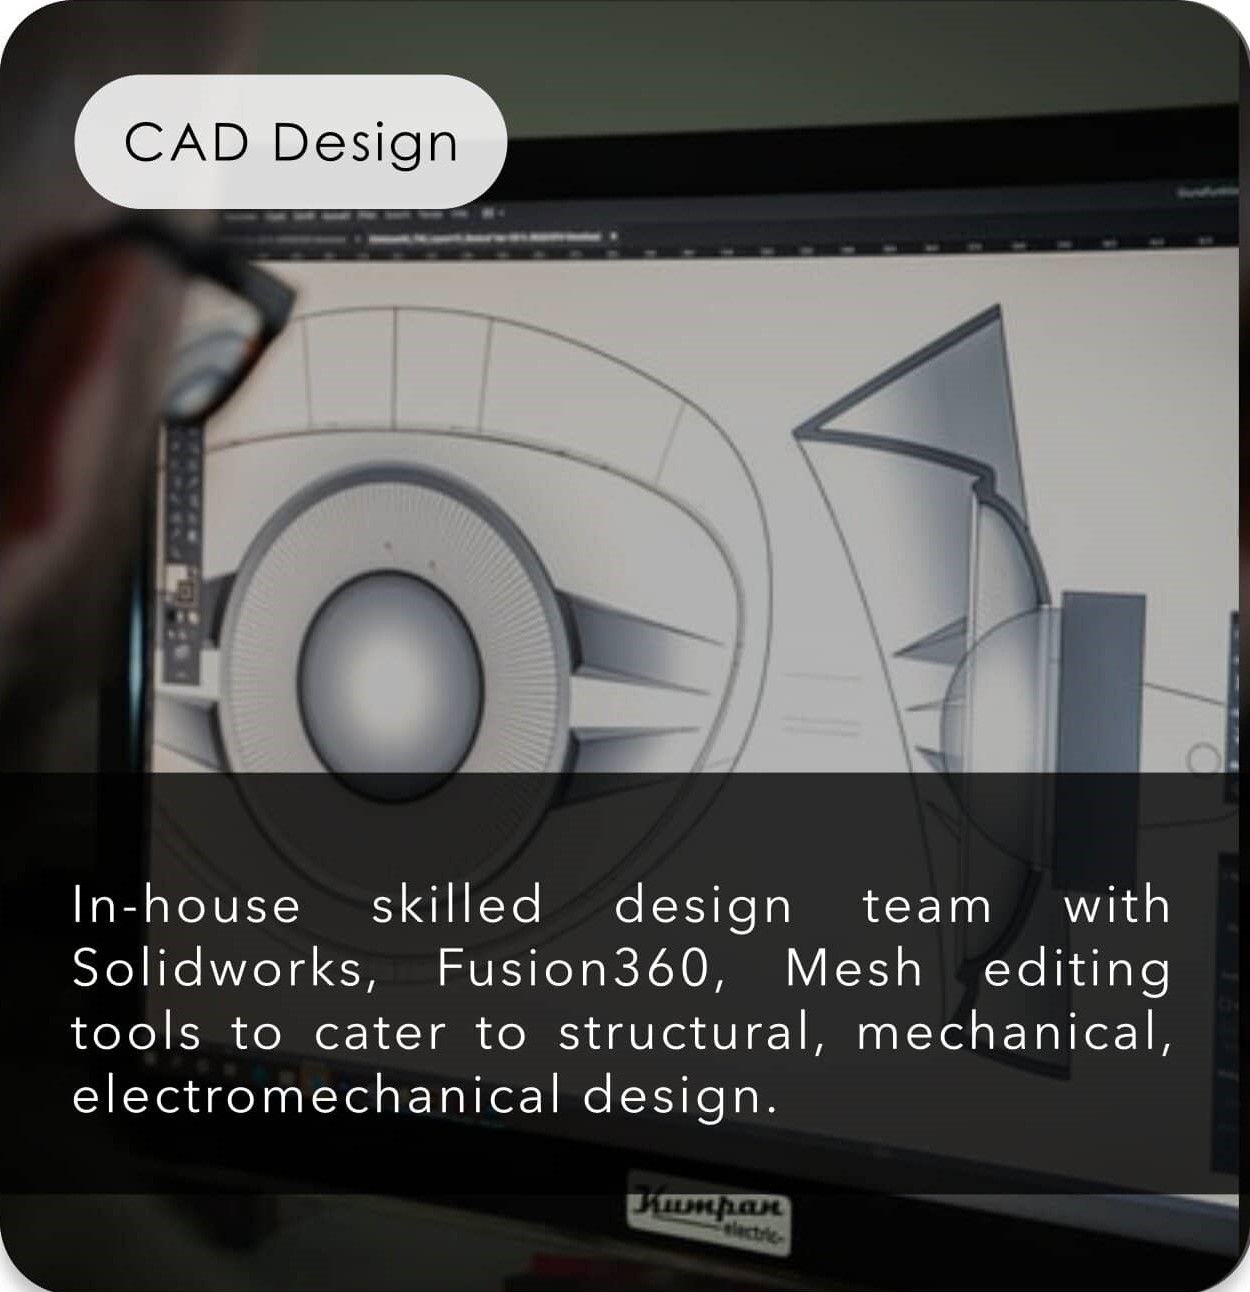 CAD Design
In-house skilled design team with
Solidworks, Fusion360, Mesh editing
tools to cater to structural, mechanical,
electromechanical design.
Kumpan
electric